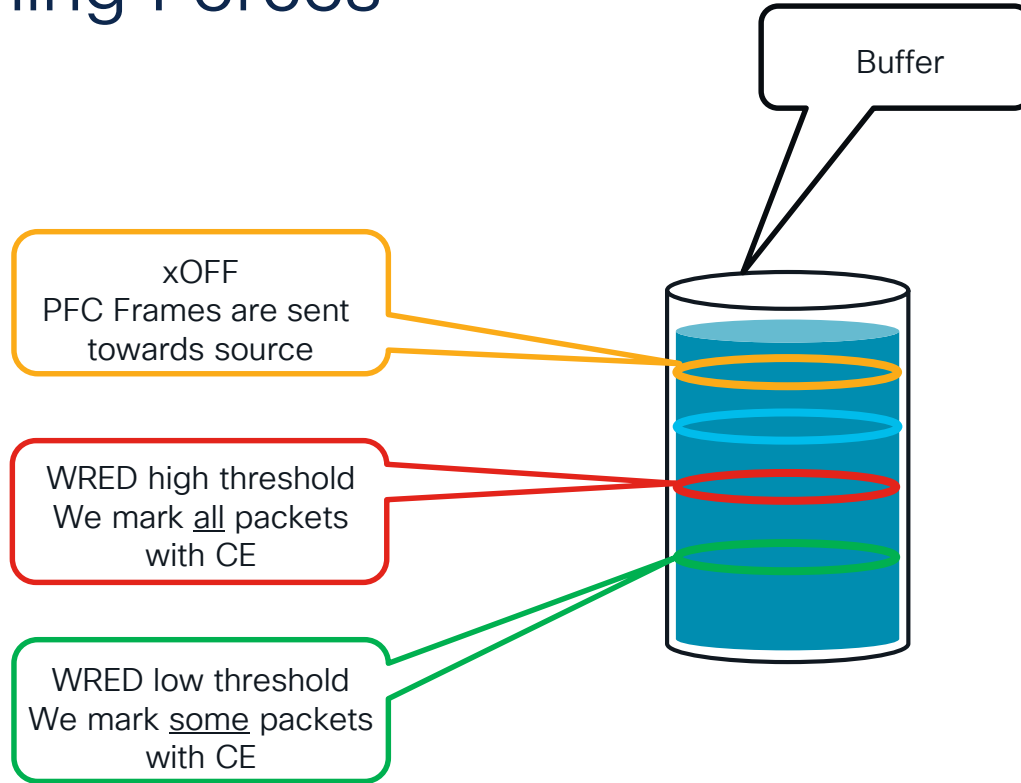 Buffer
xOFF
PFC Frames are sent
towards source
WRED high threshold
We mark all packets
with CE
WRED low threshold
We mark some packets
with CE